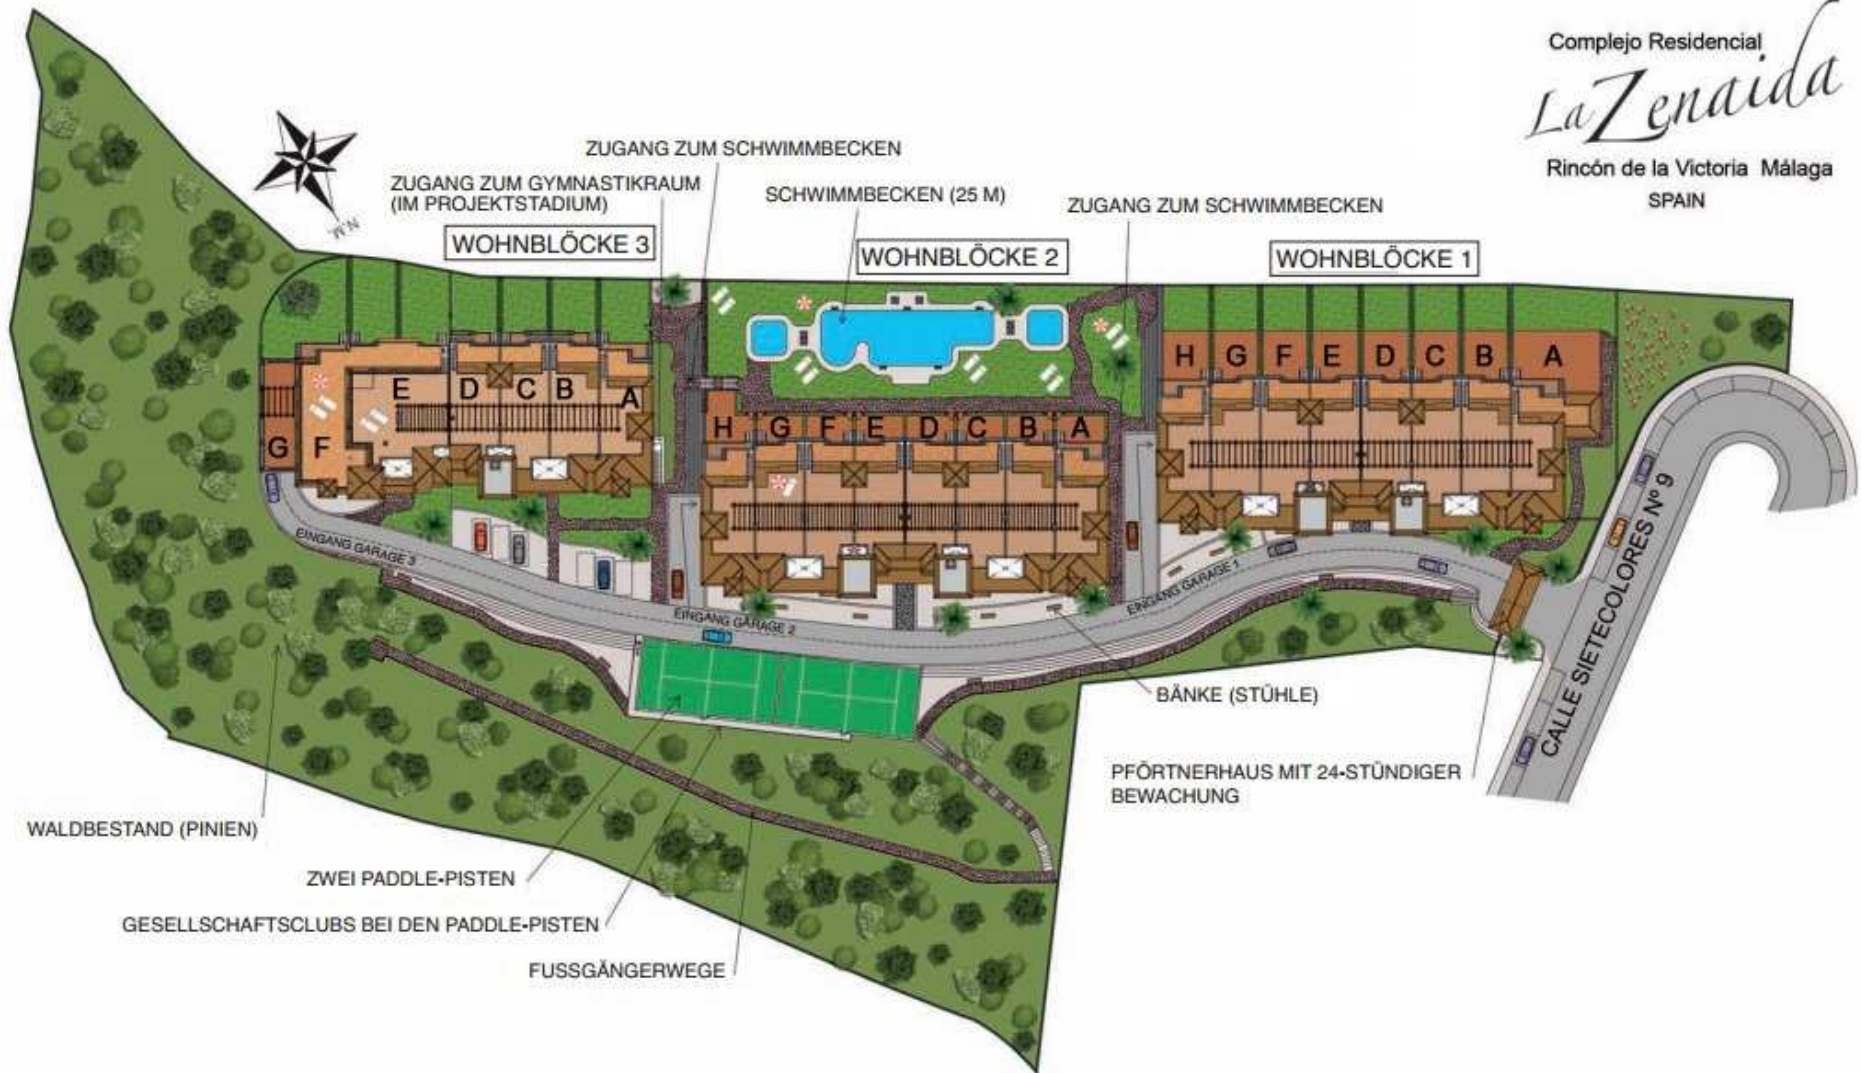 Complejo Residencial
La Zenaida
Rincón de la Victoria Málaga
SPAIN
N.M.
ZUGANG ZUM SCHWIMMBECKEN
ZUGANG ZUM GYMNASTIKRAUM
(IM PROJEKTSTADIUM)
SCHWIMMBECKEN (25 M)
ZUGANG ZUM SCHWIMMBECKEN
WOHNBLÖCKE 3
WOHNBLÖCKE 2
WOHNBLÖCKE 1
G F E D C B A
H G F E D C B A
H G F E D C B A
EINGANG GARAGE 3
EINGANG GARAGE 2
EINGANG GARAGE 1
CALLE SIETECOLORES Nº 9
BÄNKE (STÜHLE)
PFÖRTNERHAUS MIT 24-STÜNDIGER
BEWACHUNG
WALDBESTAND (PINIEN)
ZWEI PADDLE-PISTEN
GESELLSCHAFTSCLUBS BEI DEN PADDLE-PISTEN
FUSSGÄNGERWEGE